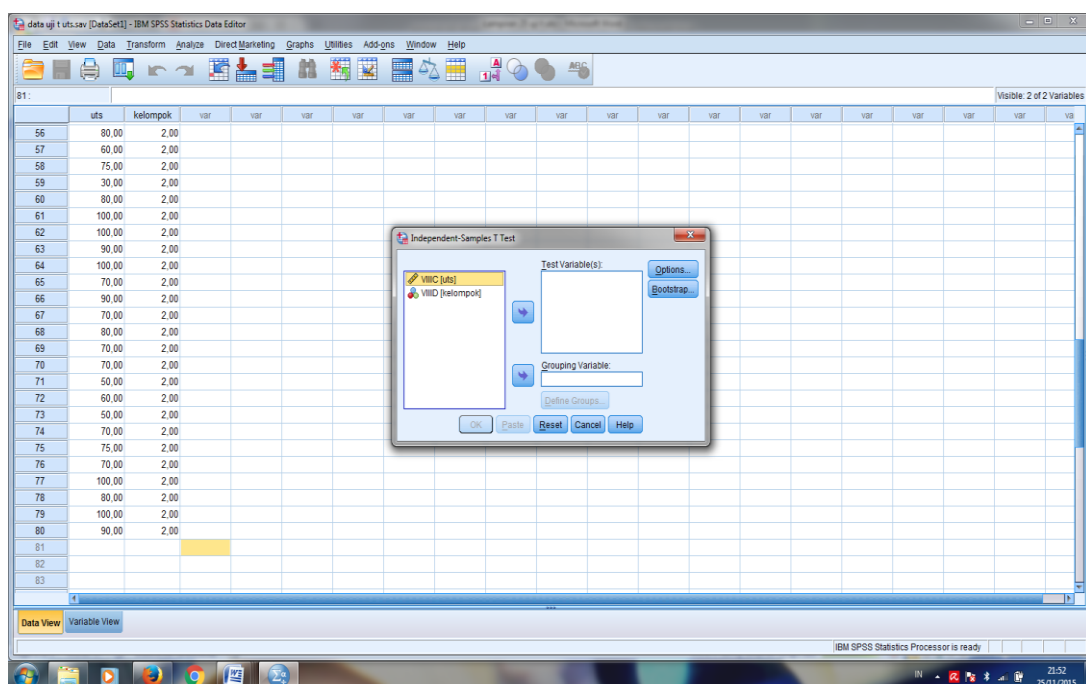 data uji t uts.sav [DataSet1] - IBM SPSS Statistics Data Editor
File Edit View Data Transform Analyze Direct Marketing Graphs Utilities Add-ons Window Help
81 :
Visible: 2 of 2 Variables
uts kelompok var var var var var var var var var var var var var var var var var va
56 80,00 2,00
57 60,00 2,00
58 75,00 2,00
59 30,00 2,00
60 80,00 2,00
61 100,00 2,00
62 100,00 2,00
63 90,00 2,00
64 100,00 2,00
65 70,00 2,00
66 90,00 2,00
67 70,00 2,00
68 80,00 2,00
69 70,00 2,00
70 70,00 2,00
71 50,00 2,00
72 60,00 2,00
73 50,00 2,00
74 70,00 2,00
75 75,00 2,00
76 70,00 2,00
77 100,00 2,00
78 80,00 2,00
79 100,00 2,00
80 90,00 2,00
81
82
83
Independent-Samples T Test
VIIIC [uts]
VIIID [kelompok]
Test Variable(s):
Options...
Bootstrap...
Grouping Variable:
Define Groups...
OK Paste Reset Cancel Help
Data View Variable View
IBM SPSS Statistics Processor is ready
IN
21:52
25/11/2015